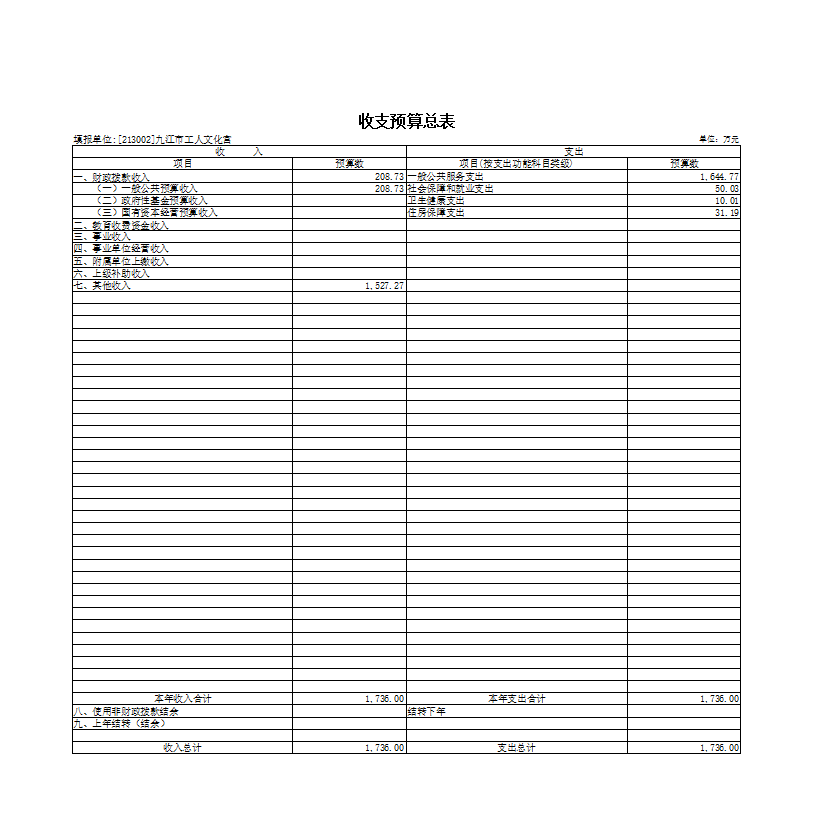 收支预算总表
填报单位:[213002]九江市工人文化宫 单位：万元
收 入 支出
项目 预算数 项目(按支出功能科目类级) 预算数
一、财政拨款收入 208.73 一般公共服务支出 1,644.77
（一）一般公共预算收入 208.73 社会保障和就业支出 50.03
（二）政府性基金预算收入 卫生健康支出 10.01
（三）国有资本经营预算收入 住房保障支出 31.19
二、教育收费资金收入
三、事业收入
四、事业单位经营收入
五、附属单位上缴收入
六、上级补助收入
七、其他收入 1,527.27
本年收入合计 1,736.00 本年支出合计 1,736.00
八、使用非财政拨款结余 结转下年
九、上年结转（结余）
收入总计 1,736.00 支出总计 1,736.00